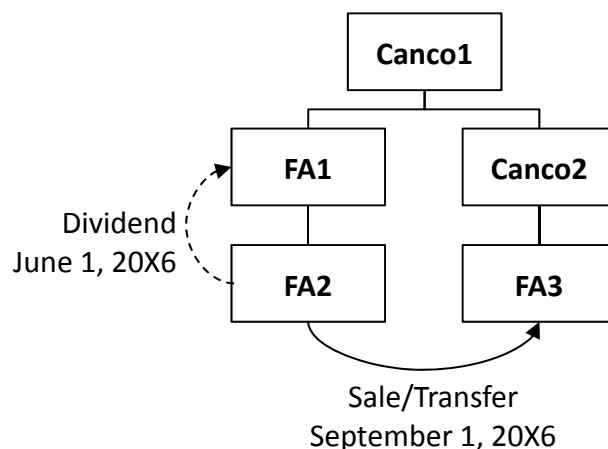 Canco1
FA1
Canco2
Dividend
June 1, 20X6
FA2
FA3
Sale/Transfer
September 1, 20X6